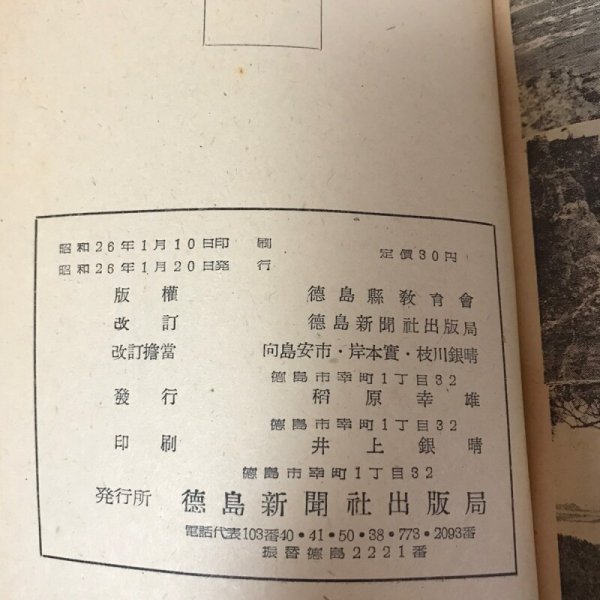 昭和26年1月10日印刷 定價30円
昭和26年1月20日発行
版權 德島縣教育會
改訂 德島新聞社出版局
改訂擔當 向島安市・岸本實・枝川銀晴
德島市幸町1丁目32
發行 稻原幸雄
德島市幸町1丁目32
印刷 井上銀晴
德島市幸町1丁目32
発行所 德島新聞社出版局
電話代表103番40・41・50・38・773・2093番
振替德島2221番